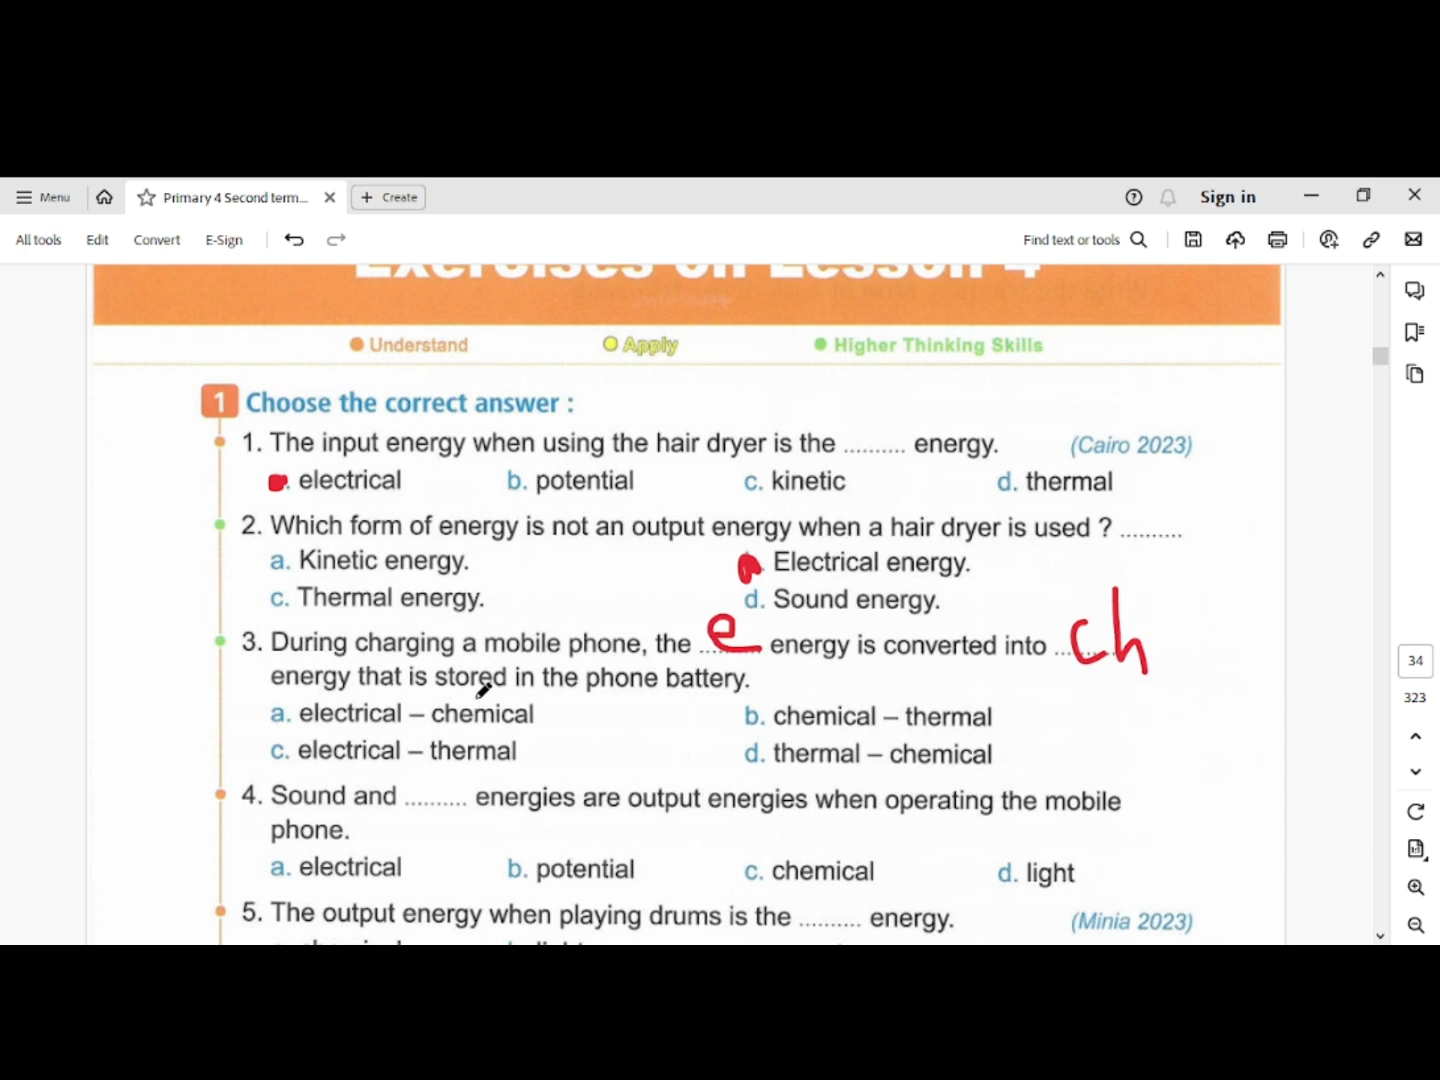 Menu
Primary 4 Second term...
Create
Sign in
All tools
Edit
Convert
E-Sign
Find text or tools
Exercises on Lesson 4
Understand
Apply
Higher Thinking Skills
1 Choose the correct answer :
1. The input energy when using the hair dryer is the .......... energy. (Cairo 2023)
. electrical b. potential c. kinetic d. thermal
2. Which form of energy is not an output energy when a hair dryer is used ? ..........
a. Kinetic energy. . Electrical energy.
c. Thermal energy. d. Sound energy.
3. During charging a mobile phone, the e energy is converted into ... ch
energy that is stored in the phone battery.
a. electrical – chemical b. chemical – thermal
c. electrical – thermal d. thermal – chemical
4. Sound and .......... energies are output energies when operating the mobile
phone.
a. electrical b. potential c. chemical d. light
5. The output energy when playing drums is the .......... energy. (Minia 2023)
34
323